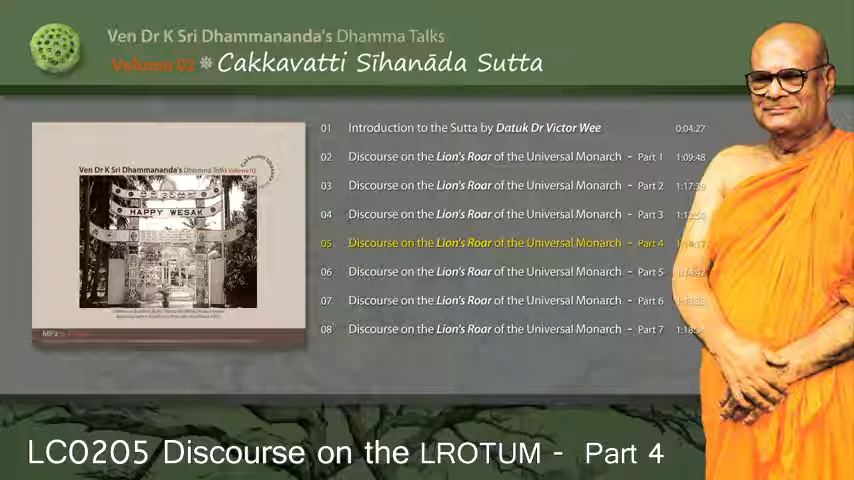 Ven Dr K Sri Dhammananda's Dhamma Talks
Volume 02 ❋ Cakkavatti Sīhanāda Sutta
01 Introduction to the Sutta by Datuk Dr Victor Wee 0:04:27
02 Discourse on the Lion's Roar of the Universal Monarch - Part 1 1:09:48
03 Discourse on the Lion's Roar of the Universal Monarch - Part 2
04 Discourse on the Lion's Roar of the Universal Monarch - Part 3
05 Discourse on the Lion's Roar of the Universal Monarch - Part 4
06 Discourse on the Lion's Roar of the Universal Monarch - Part 5
07 Discourse on the Lion's Roar of the Universal Monarch - Part 6
08 Discourse on the Lion's Roar of the Universal Monarch - Part 7
Ven Dr K Sri Dhammananda's Dhamma Talks Volume 02
HAPPY WESAK
LC0205 Discourse on the LROTUM - Part 4